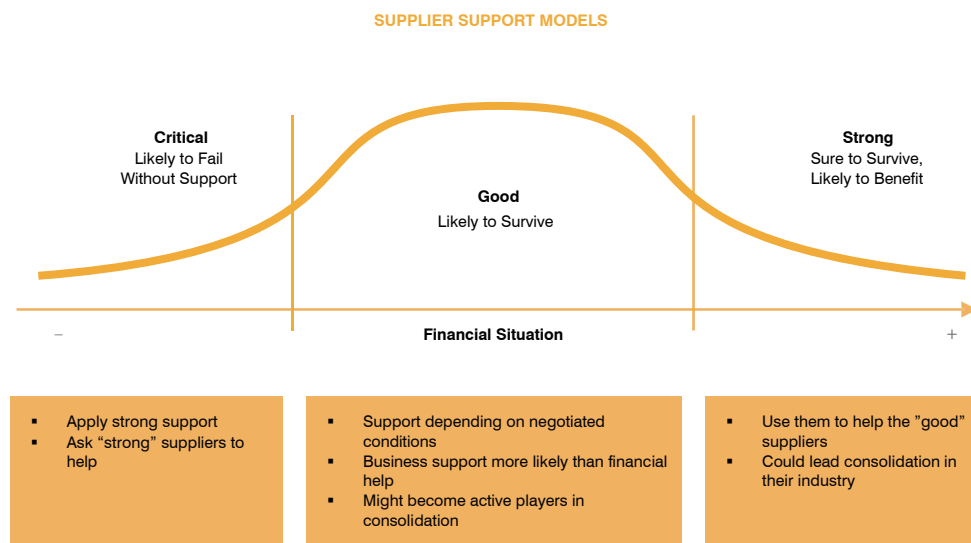 SUPPLIER SUPPORT MODELS
Critical
Likely to Fail
Without Support
Good
Likely to Survive
Strong
Sure to Survive,
Likely to Benefit
–
Financial Situation
+
▪ Apply strong support
▪ Ask “strong” suppliers to
help
▪ Support depending on negotiated
conditions
▪ Business support more likely than financial
help
▪ Might become active players in
consolidation
▪ Use them to help the ”good”
suppliers
▪ Could lead consolidation in
their industry